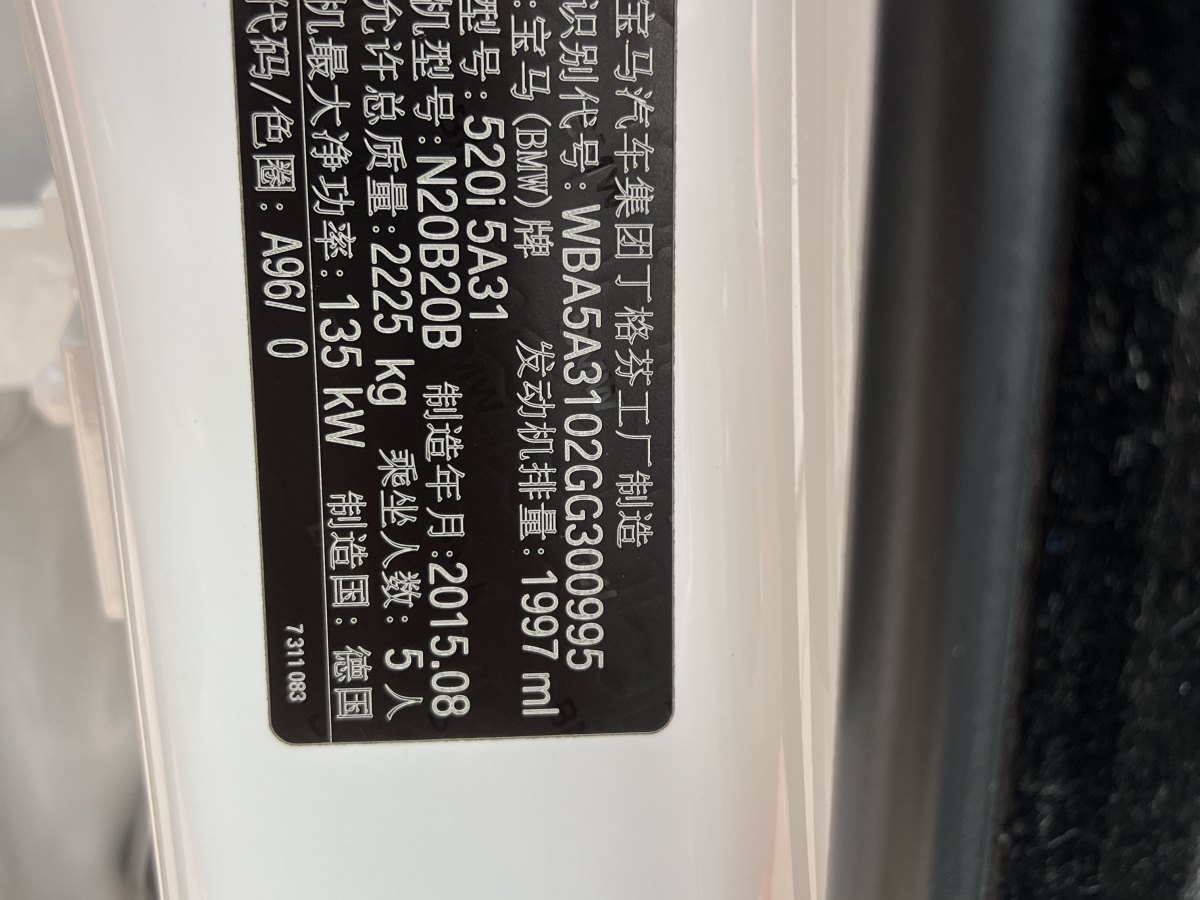 宝马汽车集团丁格芬工厂 制造
识别代号: WBA5A3102GG300995
: 宝马(BMW)牌 发动机排量: 1997 ml
型号: 520i 5A31
机型号: N20B20B 制造年月: 2015.08
允许总质量: 2225 kg 乘坐人数: 5 人
机最大净功率: 135 kW 制造国: 德国
代码/色圈: A96/ 0 7 311 083